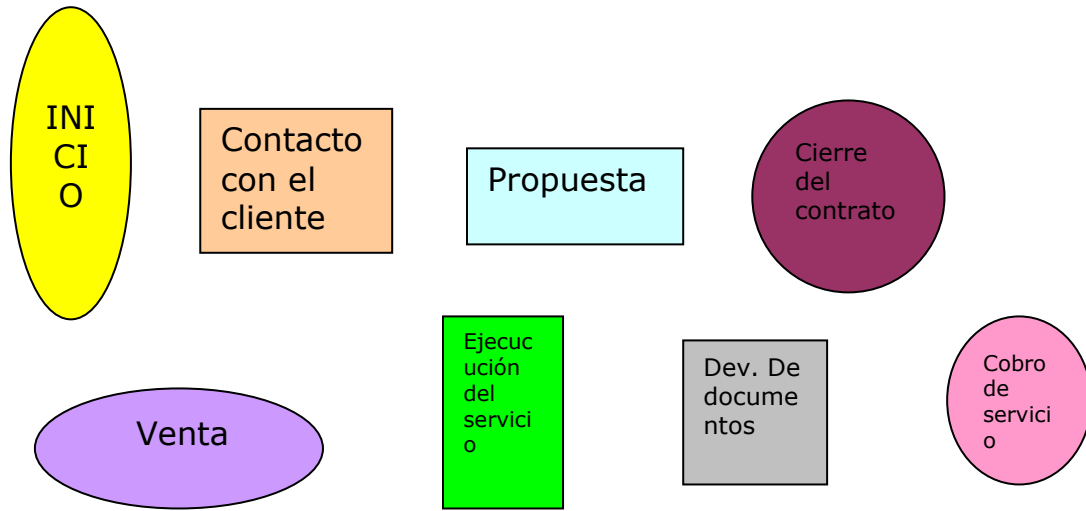 INI
CI
O
Contacto
con el
cliente
Propuesta
Cierre
del
contrato
Venta
Ejecuc
ución
del
servici
o
Dev. De
docume
ntos
Cobro
de
servici
o